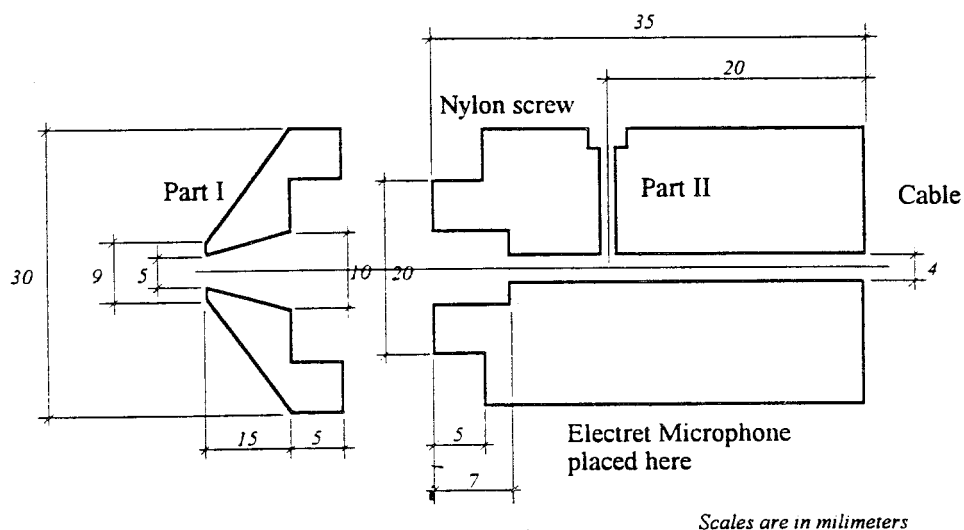 35
20
Nylon screw
Part I
Part II
Cable
30
9
5
10
20
4
15
5
5
7
Electret Microphone
placed here
Scales are in milimeters